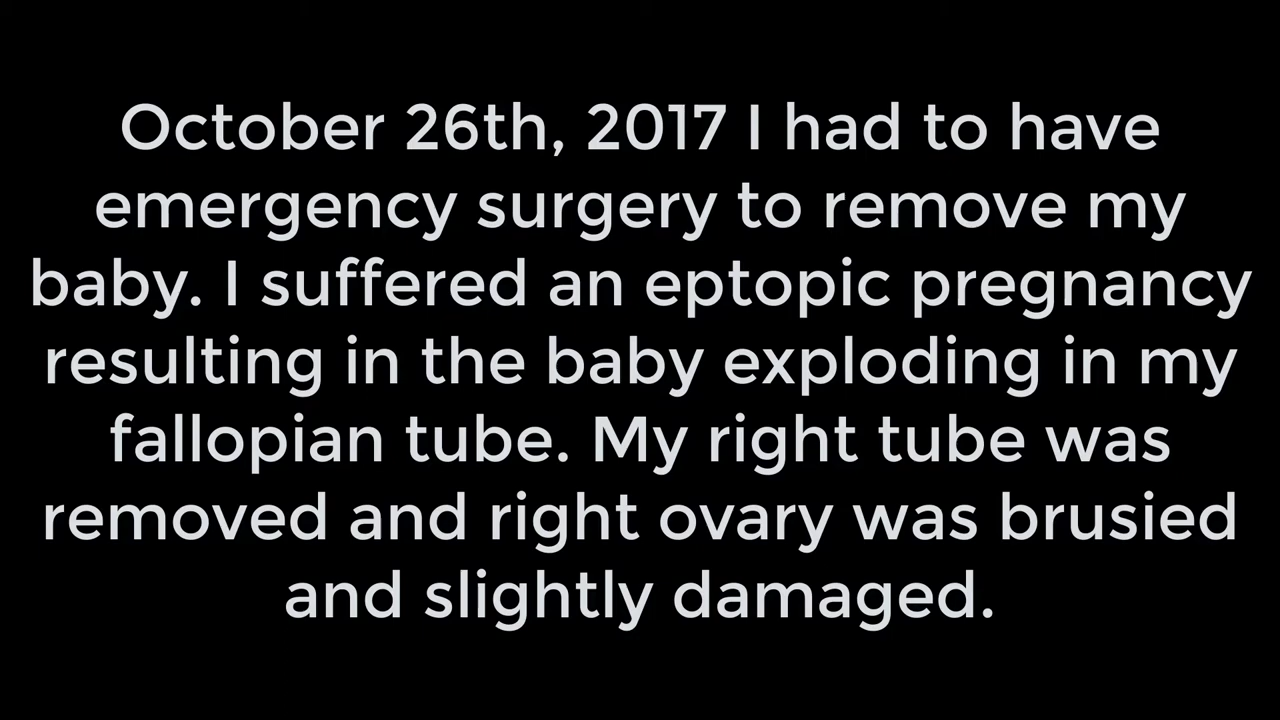 October 26th, 2017 I had to have
emergency surgery to remove my
baby. I suffered an eptopic pregnancy
resulting in the baby exploding in my
fallopian tube. My right tube was
removed and right ovary was brusied
and slightly damaged.